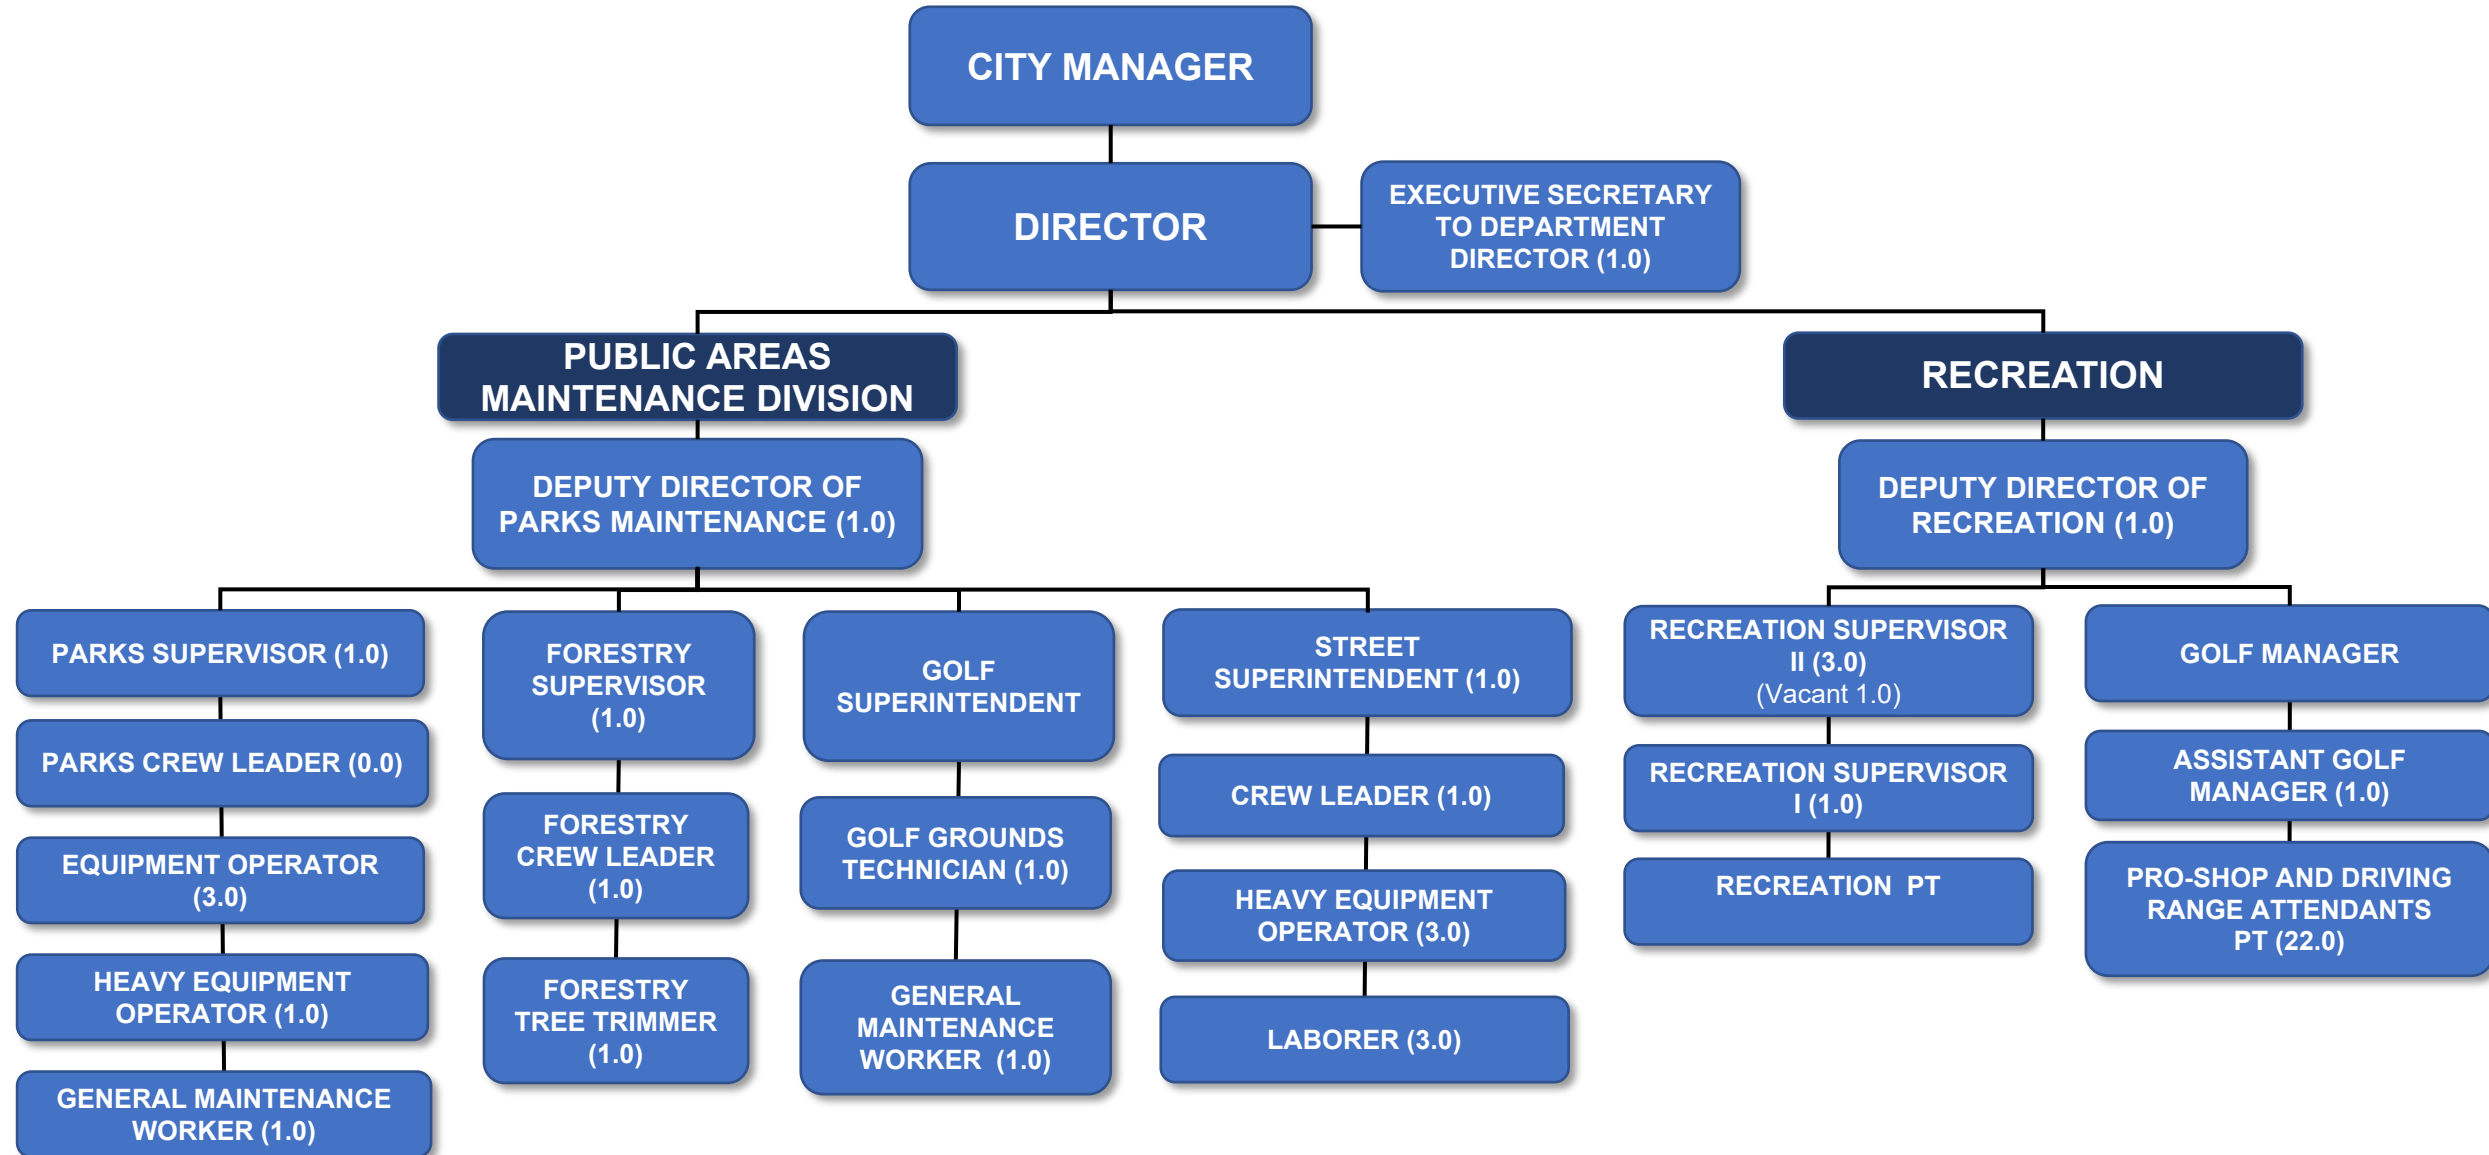 CITY MANAGER
DIRECTOR
EXECUTIVE SECRETARY
TO DEPARTMENT
DIRECTOR (1.0)
PUBLIC AREAS
MAINTENANCE DIVISION
RECREATION
DEPUTY DIRECTOR OF
PARKS MAINTENANCE (1.0)
DEPUTY DIRECTOR OF
RECREATION (1.0)
PARKS SUPERVISOR (1.0)
PARKS CREW LEADER (0.0)
EQUIPMENT OPERATOR
(3.0)
HEAVY EQUIPMENT
OPERATOR (1.0)
GENERAL MAINTENANCE
WORKER (1.0)
FORESTRY
SUPERVISOR
(1.0)
FORESTRY
CREW LEADER
(1.0)
FORESTRY
TREE TRIMMER
(1.0)
GOLF
SUPERINTENDENT
GOLF GROUNDS
TECHNICIAN (1.0)
GENERAL
MAINTENANCE
WORKER (1.0)
STREET
SUPERINTENDENT (1.0)
CREW LEADER (1.0)
HEAVY EQUIPMENT
OPERATOR (3.0)
LABORER (3.0)
RECREATION SUPERVISOR
II (3.0)
(Vacant 1.0)
RECREATION SUPERVISOR
I (1.0)
RECREATION PT
GOLF MANAGER
ASSISTANT GOLF
MANAGER (1.0)
PRO-SHOP AND DRIVING
RANGE ATTENDANTS
PT (22.0)